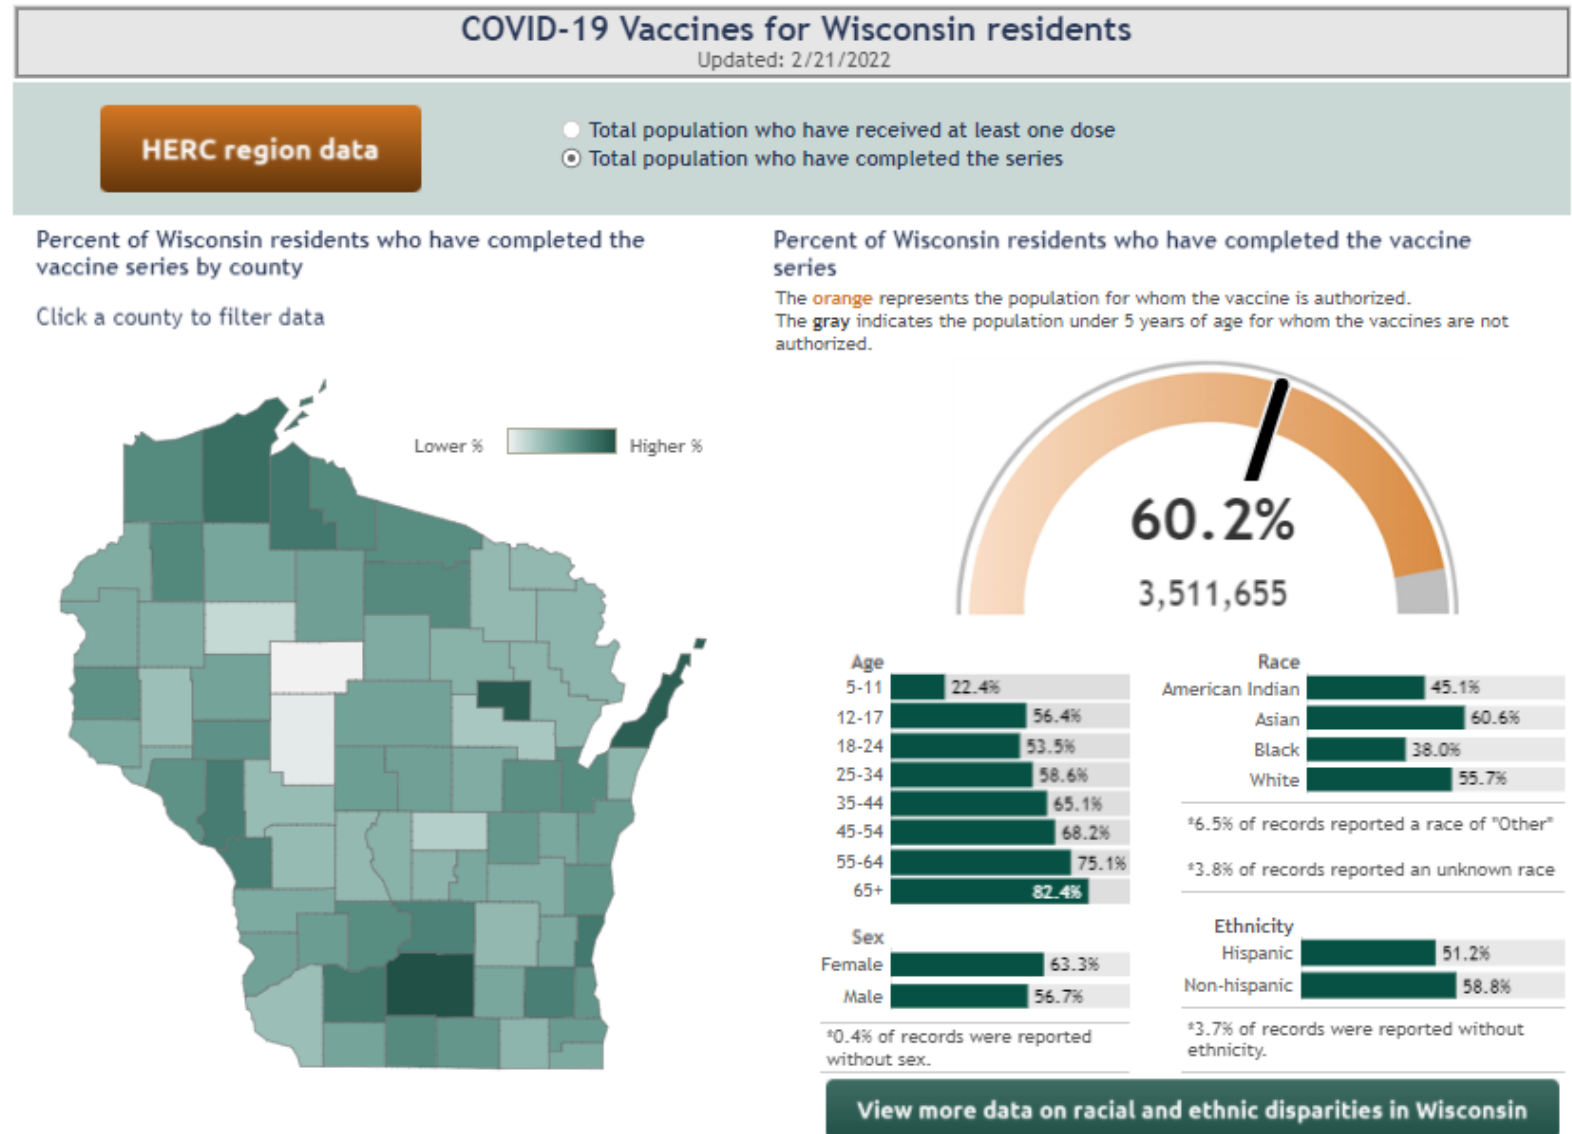 COVID-19 Vaccines for Wisconsin residents
Updated: 2/21/2022
HERC region data
Total population who have received at least one dose
Total population who have completed the series
Percent of Wisconsin residents who have completed the
vaccine series by county
Click a county to filter data
Lower %
Higher %
Percent of Wisconsin residents who have completed the vaccine
series
The orange represents the population for whom the vaccine is authorized.
The gray indicates the population under 5 years of age for whom the vaccines are not
authorized.
60.2%
3,511,655
Age
5-11 22.4%
12-17 56.4%
18-24 53.5%
25-34 58.6%
35-44 65.1%
45-54 68.2%
55-64 75.1%
65+ 82.4%
Sex
Female 63.3%
Male 56.7%
*0.4% of records were reported
without sex.
Race
American Indian 45.1%
Asian 60.6%
Black 38.0%
White 55.7%
*6.5% of records reported a race of "Other"
*3.8% of records reported an unknown race
Ethnicity
Hispanic 51.2%
Non-hispanic 58.8%
*3.7% of records were reported without
ethnicity.
View more data on racial and ethnic disparities in Wisconsin